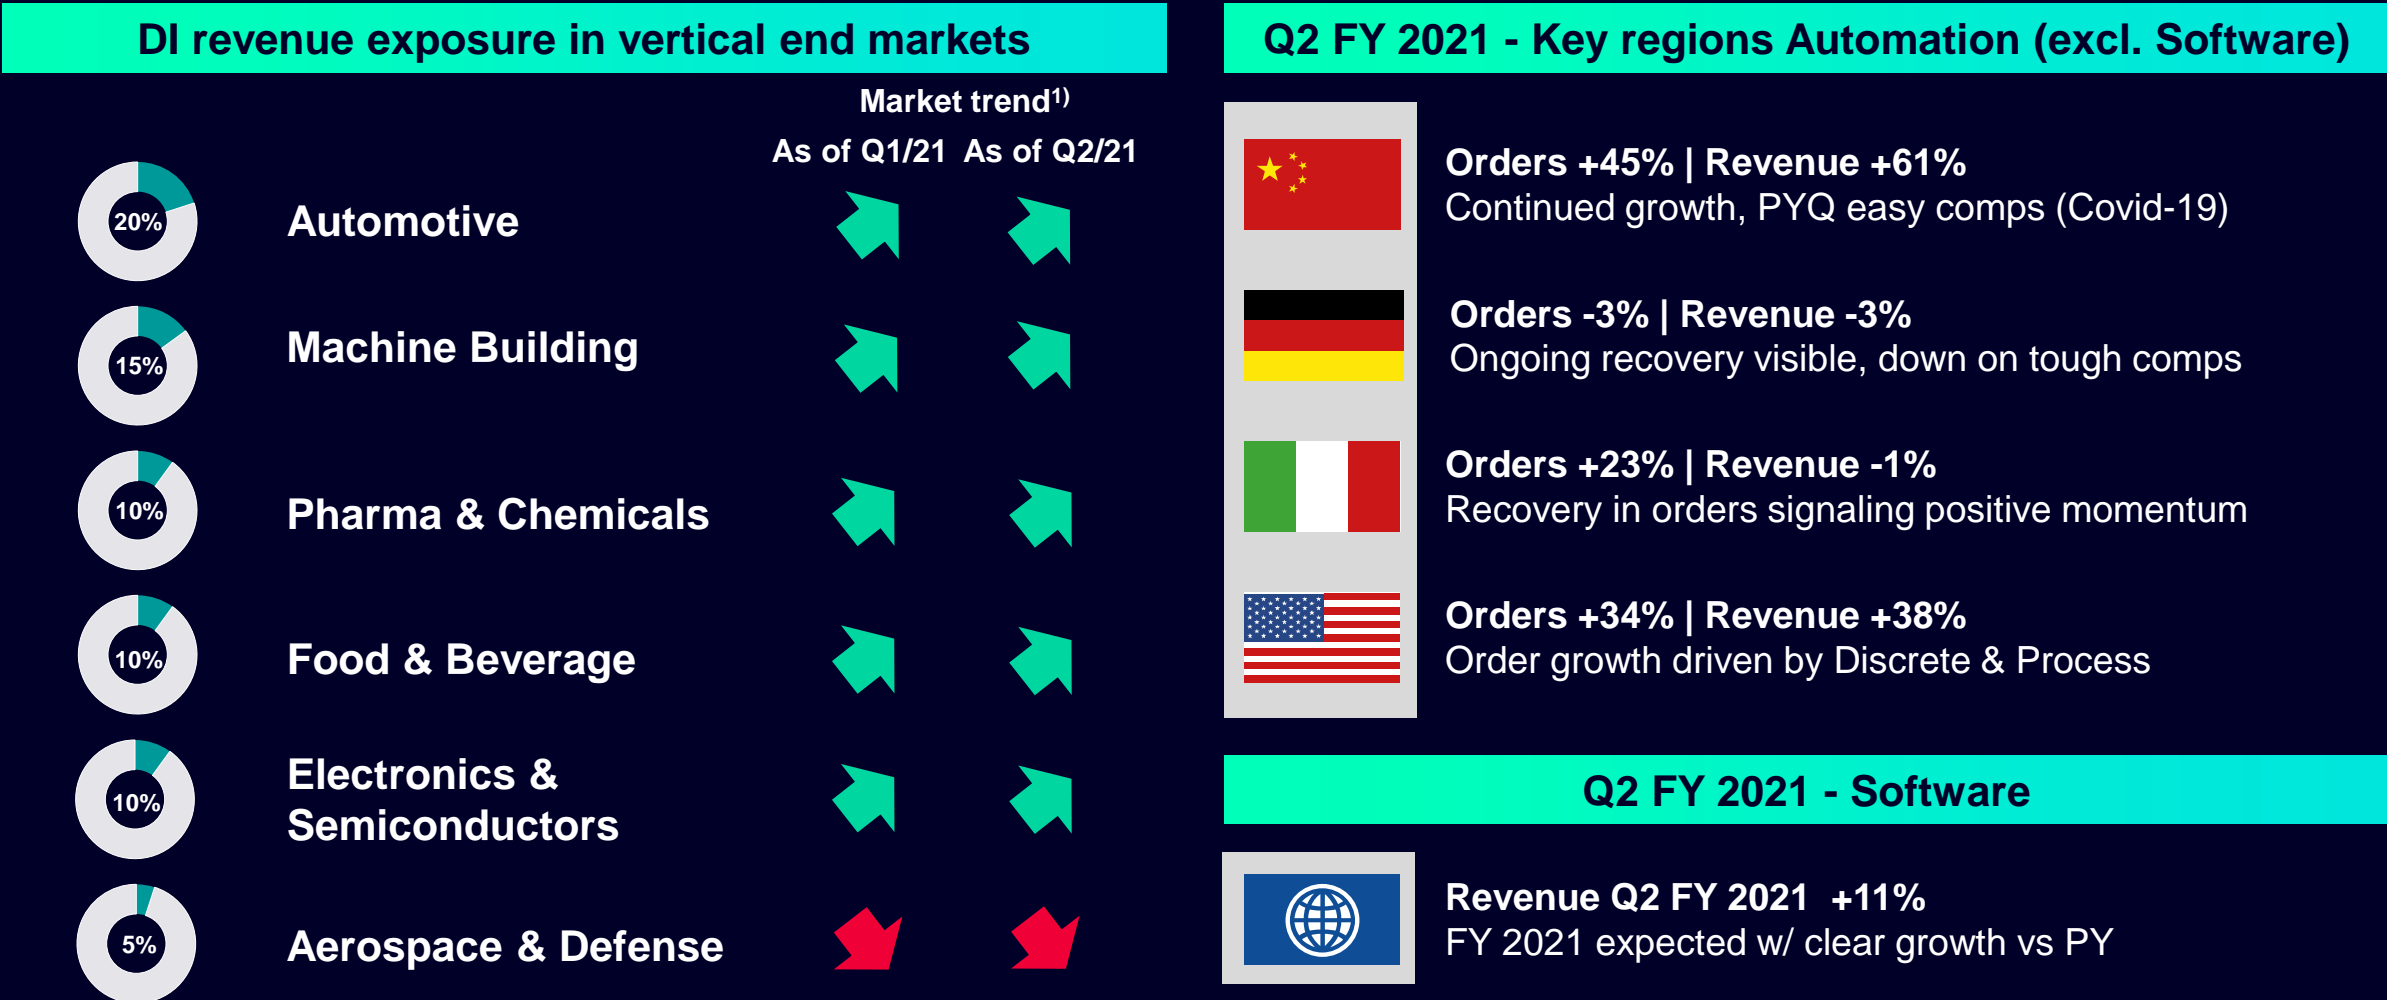 DI revenue exposure in vertical end markets
Market trend¹⁾
As of Q1/21 As of Q2/21
20%
Automotive
15%
Machine Building
10%
Pharma & Chemicals
10%
Food & Beverage
10%
Electronics &
Semiconductors
5%
Aerospace & Defense
Q2 FY 2021 - Key regions Automation (excl. Software)
Orders +45% | Revenue +61%
Continued growth, PYQ easy comps (Covid-19)
Orders -3% | Revenue -3%
Ongoing recovery visible, down on tough comps
Orders +23% | Revenue -1%
Recovery in orders signaling positive momentum
Orders +34% | Revenue +38%
Order growth driven by Discrete & Process
Q2 FY 2021 - Software
Revenue Q2 FY 2021 +11%
FY 2021 expected w/ clear growth vs PY